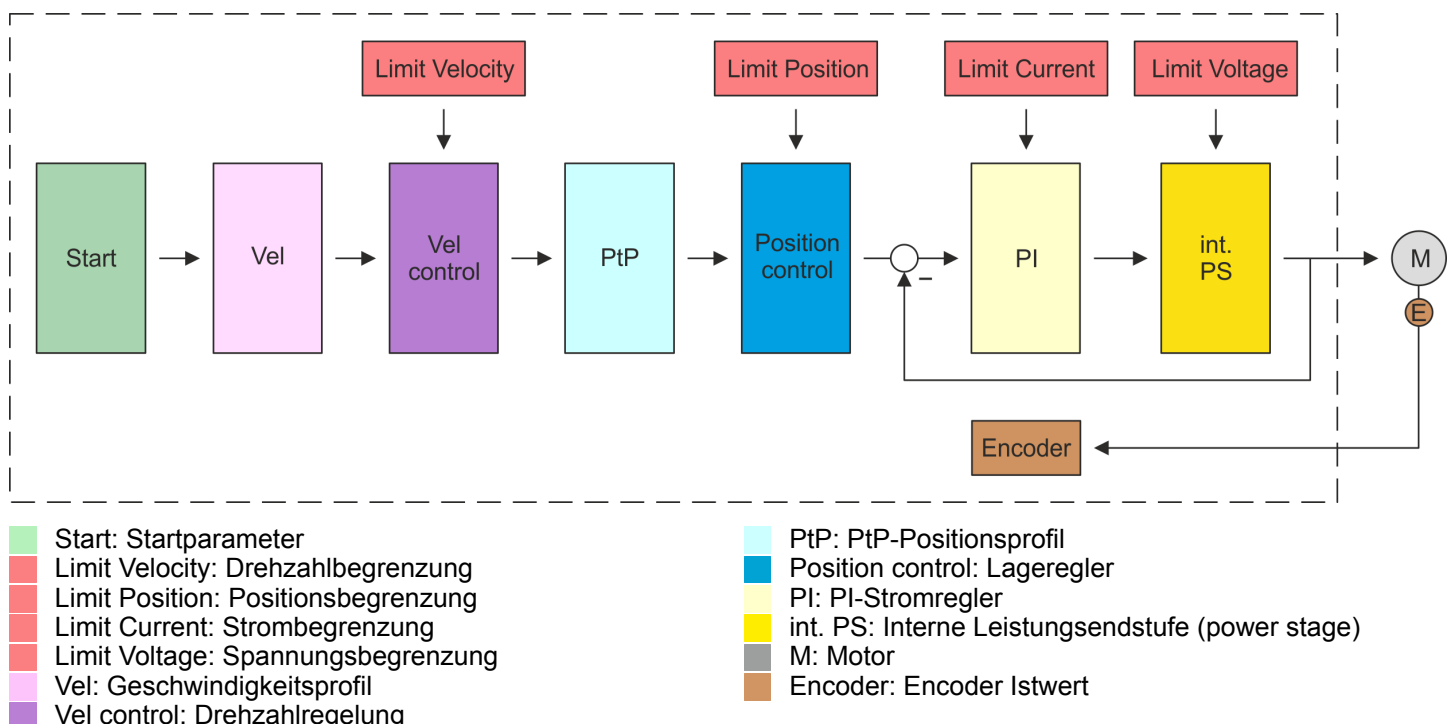 Limit Velocity
Limit Position
Limit Current
Limit Voltage
Start
Vel
Vel
control
PtP
Position
control
–
PI
int.
PS
M
E
Encoder
Start: Startparameter
Limit Velocity: Drehzahlbegrenzung
Limit Position: Positionsbegrenzung
Limit Current: Strombegrenzung
Limit Voltage: Spannungsbegrenzung
Vel: Geschwindigkeitsprofil
Vel control: Drehzahlregelung
PtP: PtP-Positionsprofil
Position control: Lageregler
PI: PI-Stromregler
int. PS: Interne Leistungsendstufe (power stage)
M: Motor
Encoder: Encoder Istwert